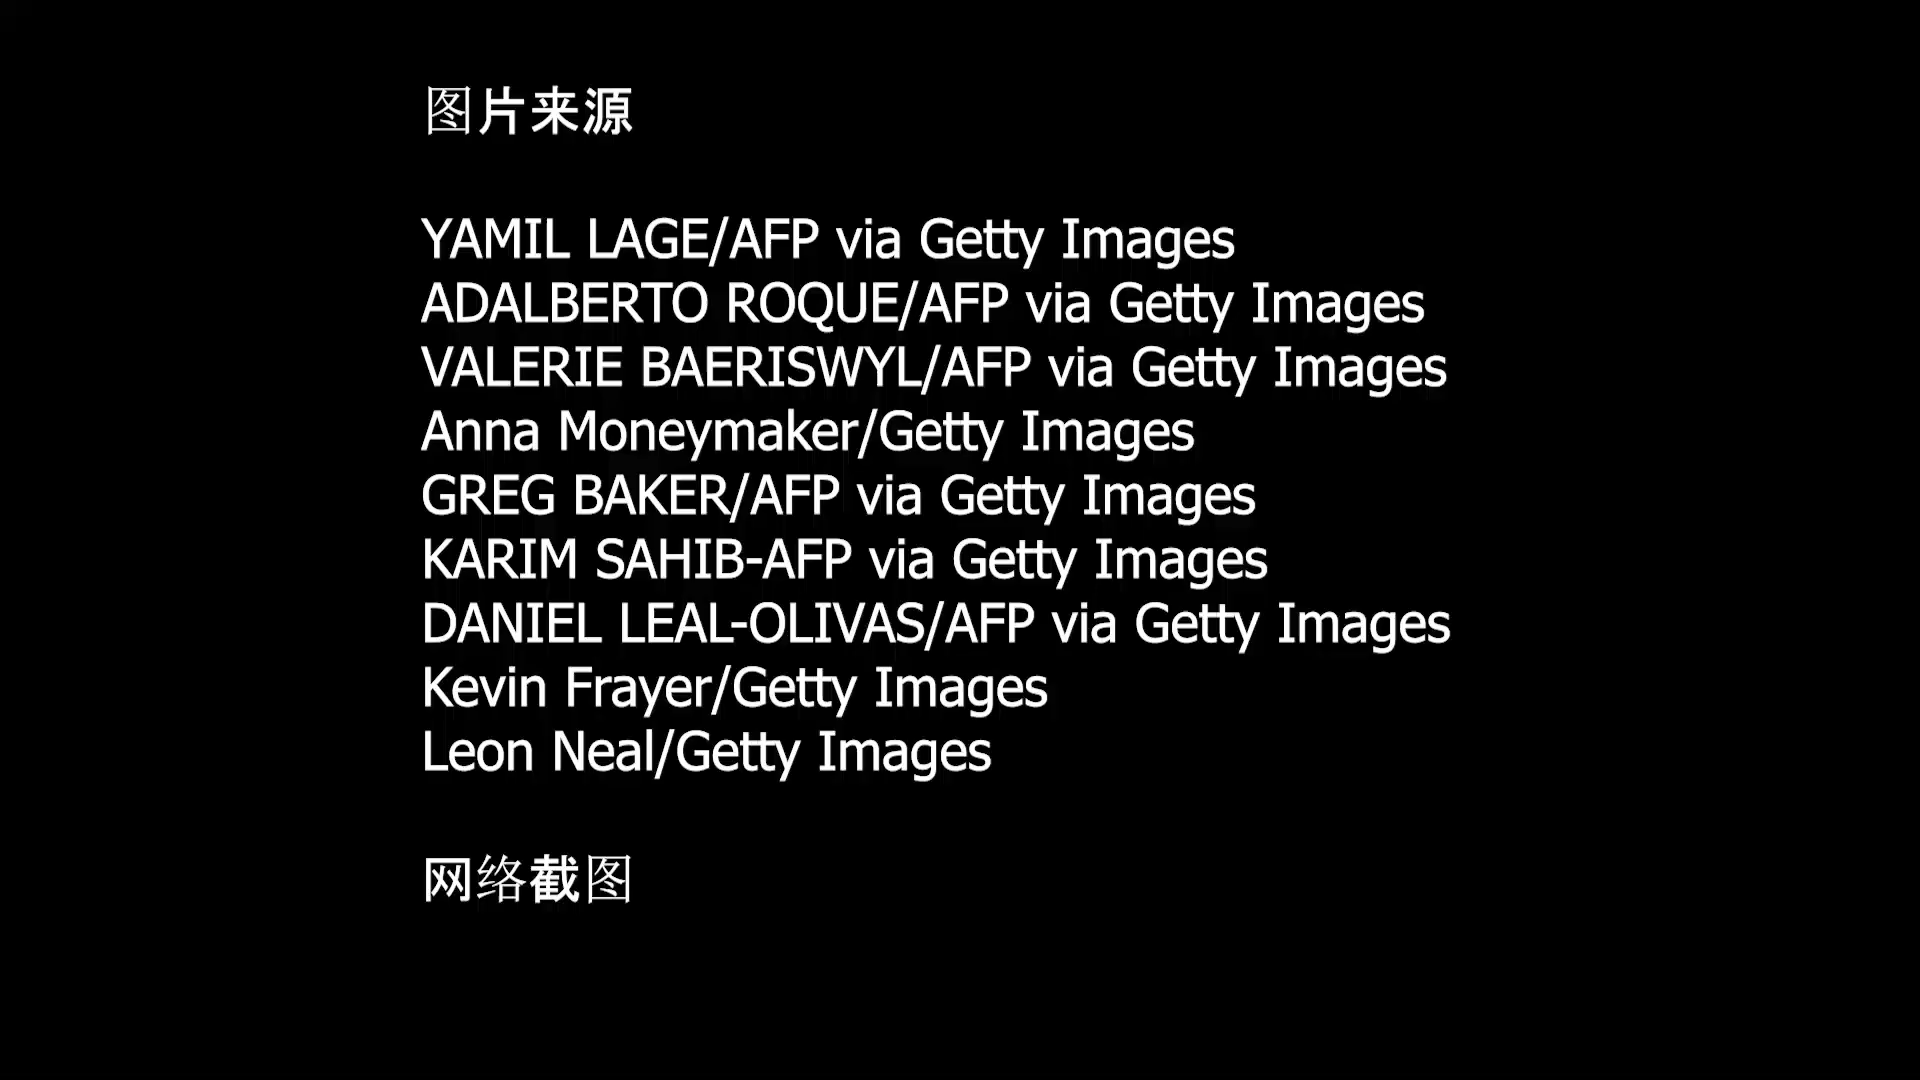 图片来源
YAMIL LAGE/AFP via Getty Images
ADALBERTO ROQUE/AFP via Getty Images
VALERIE BAERISWYL/AFP via Getty Images
Anna Moneymaker/Getty Images
GREG BAKER/AFP via Getty Images
KARIM SAHIB-AFP via Getty Images
DANIEL LEAL-OLIVAS/AFP via Getty Images
Kevin Frayer/Getty Images
Leon Neal/Getty Images
网络截图